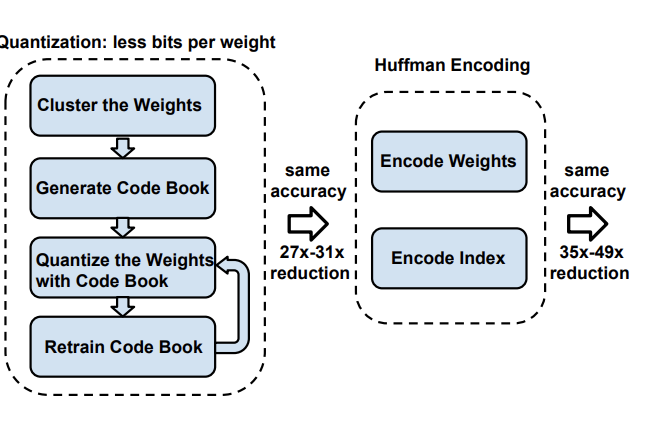 Quantization: less bits per weight
Cluster the Weights
Generate Code Book
Quantize the Weights
with Code Book
Retrain Code Book
same
accuracy
27x-31x
reduction
Huffman Encoding
Encode Weights
Encode Index
same
accuracy
35x-49x
reduction